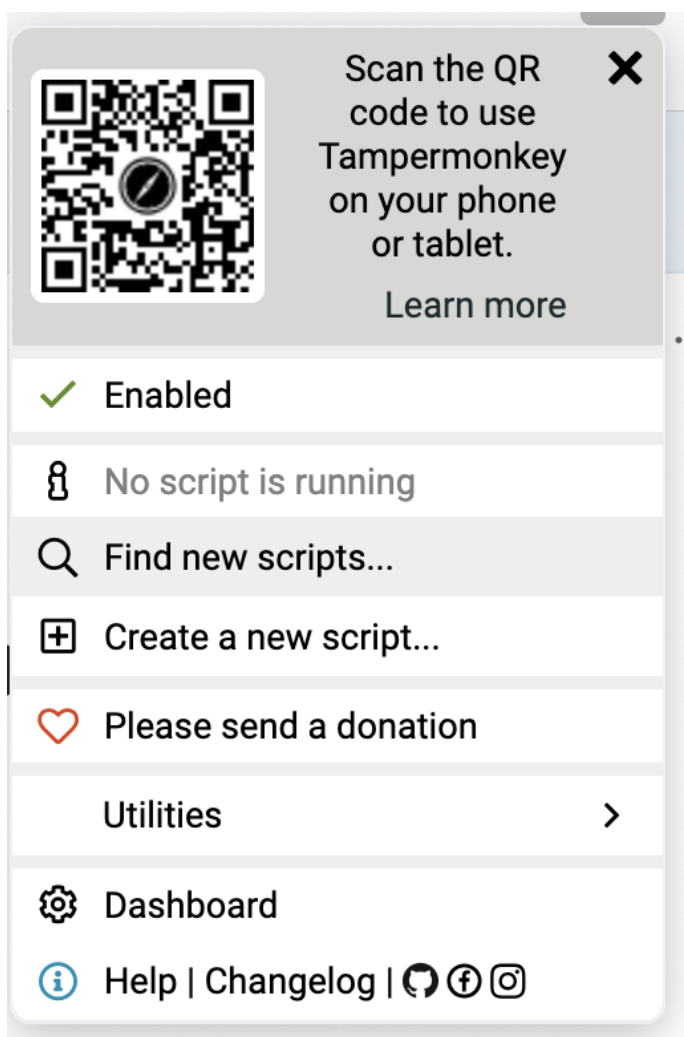 Scan the QR
code to use
Tampermonkey
on your phone
or tablet.
Learn more
Enabled
No script is running
Find new scripts...
Create a new script...
Please send a donation
Utilities
Dashboard
Help | Changelog |